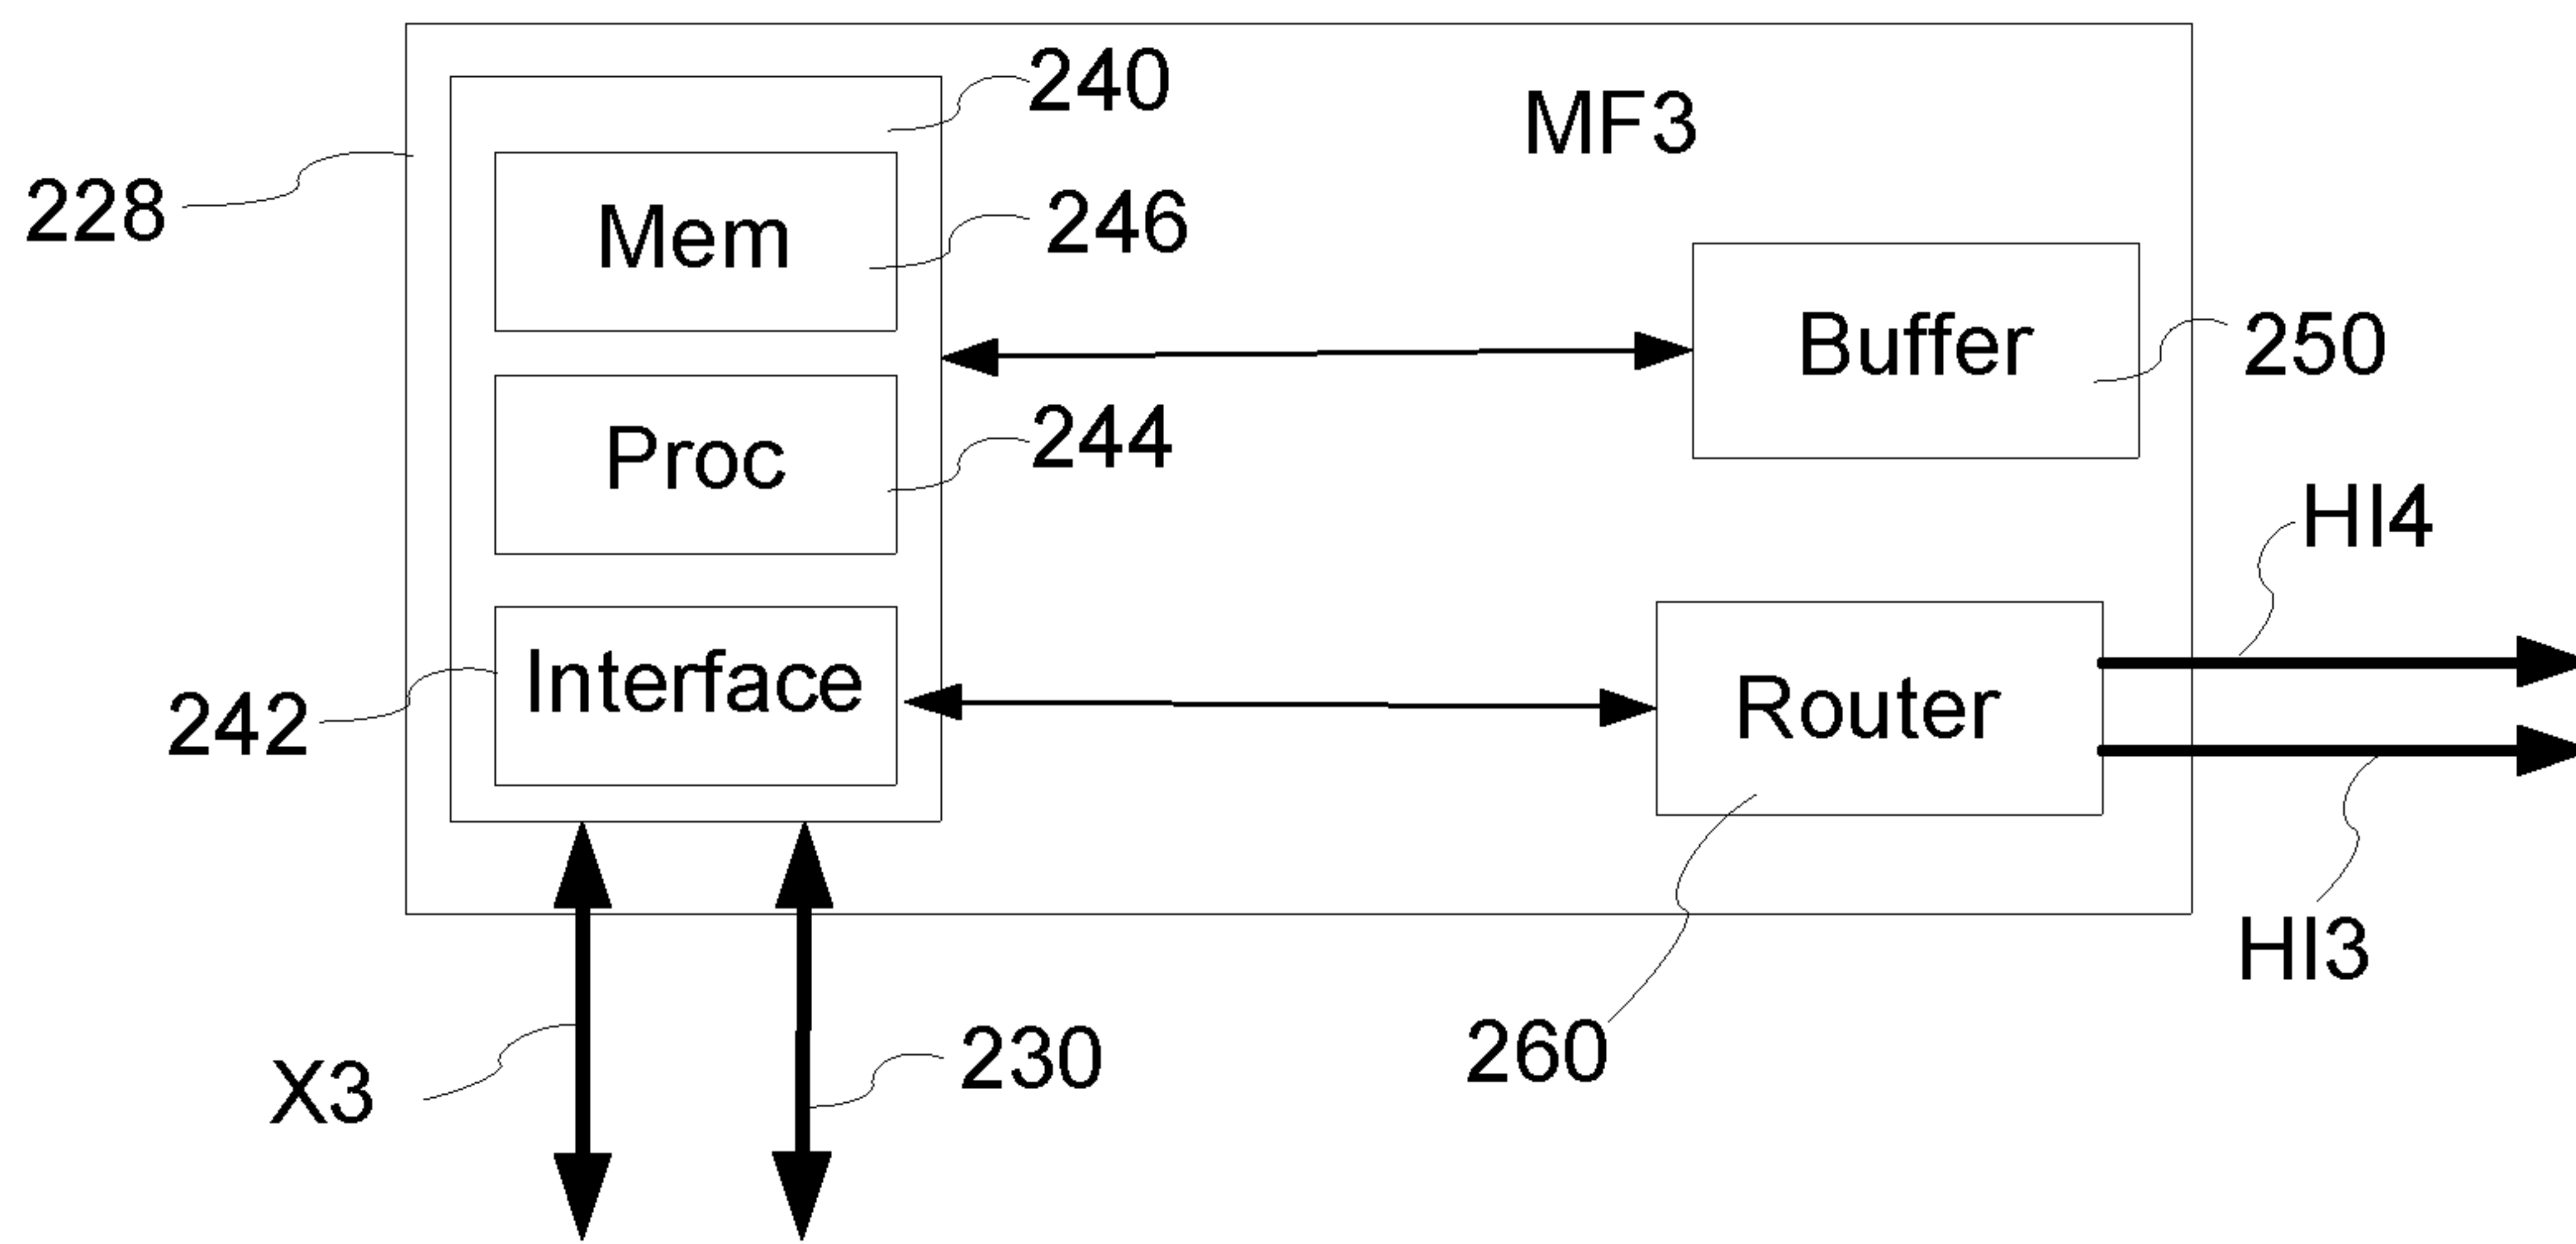 240
MF3
228
Mem
246
Buffer
250
Proc
244
HI4
Interface
242
Router
HI3
X3
230
260